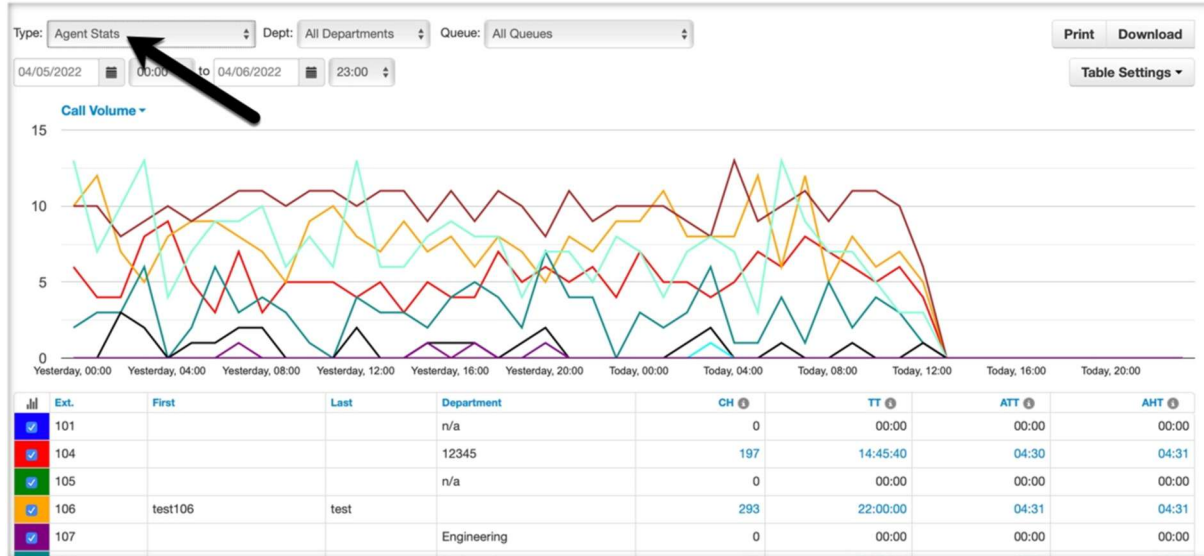 Type: Agent Stats Dept: All Departments Queue: All Queues Print Download
04/05/2022 00:00 to 04/06/2022 23:00 Table Settings
Call Volume
15
10
5
0
Yesterday, 00:00 Yesterday, 04:00 Yesterday, 08:00 Yesterday, 12:00 Yesterday, 16:00 Yesterday, 20:00 Today, 00:00 Today, 04:00 Today, 08:00 Today, 12:00 Today, 16:00 Today, 20:00
Ext. First Last Department CH TT ATT AHT
101 n/a 0 00:00 00:00 00:00
104 12345 197 14:45:40 04:30 04:31
105 n/a 0 00:00 00:00 00:00
106 test106 test 293 22:00:00 04:31 04:31
107 Engineering 0 00:00 00:00 00:00